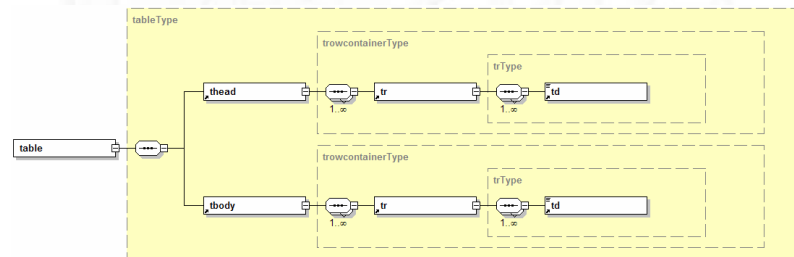 tableType
trowcontainerType
trType
thead
tr
td
1..∞
1..∞
table
trowcontainerType
trType
tbody
tr
td
1..∞
1..∞